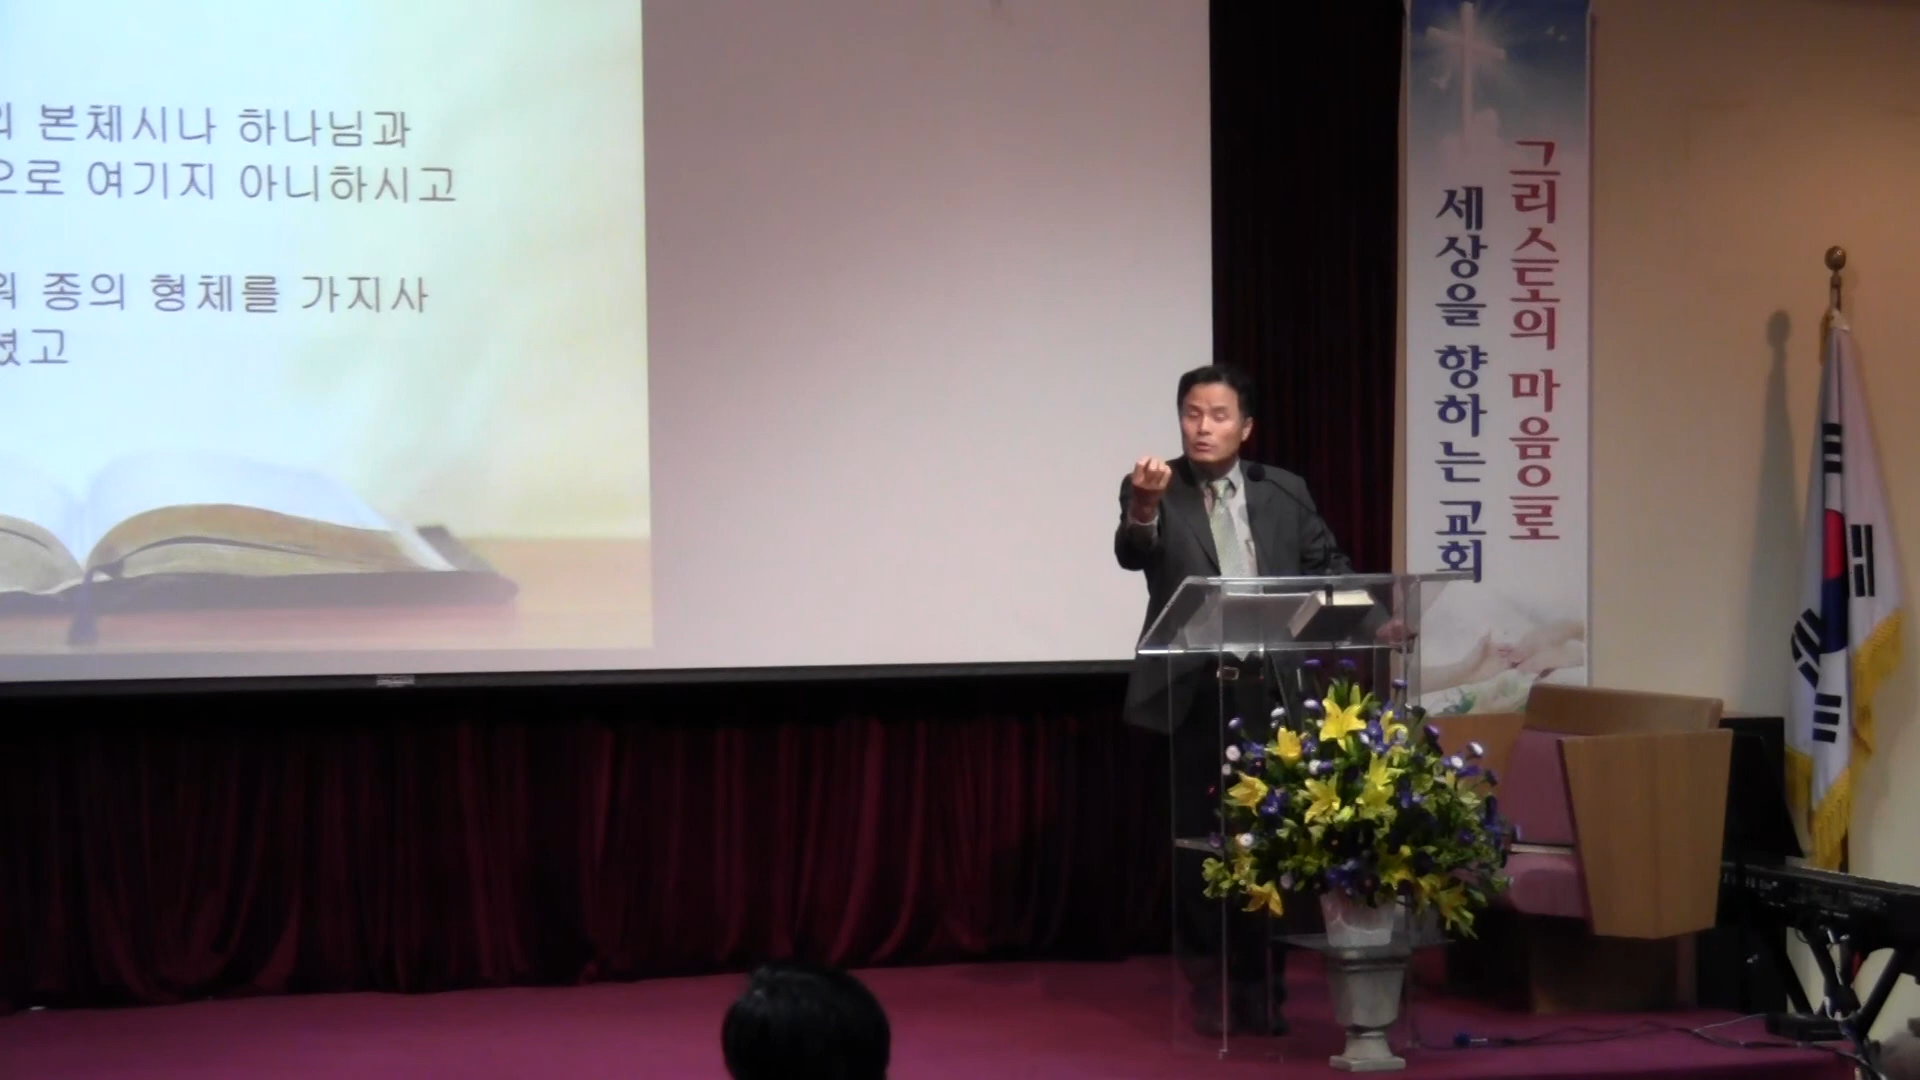 본체시나 하나님과
으로 여기지 아니하시고
종의 형체를 가지사
셨고
그리스도의 마음으로
세상을 향하는 교회